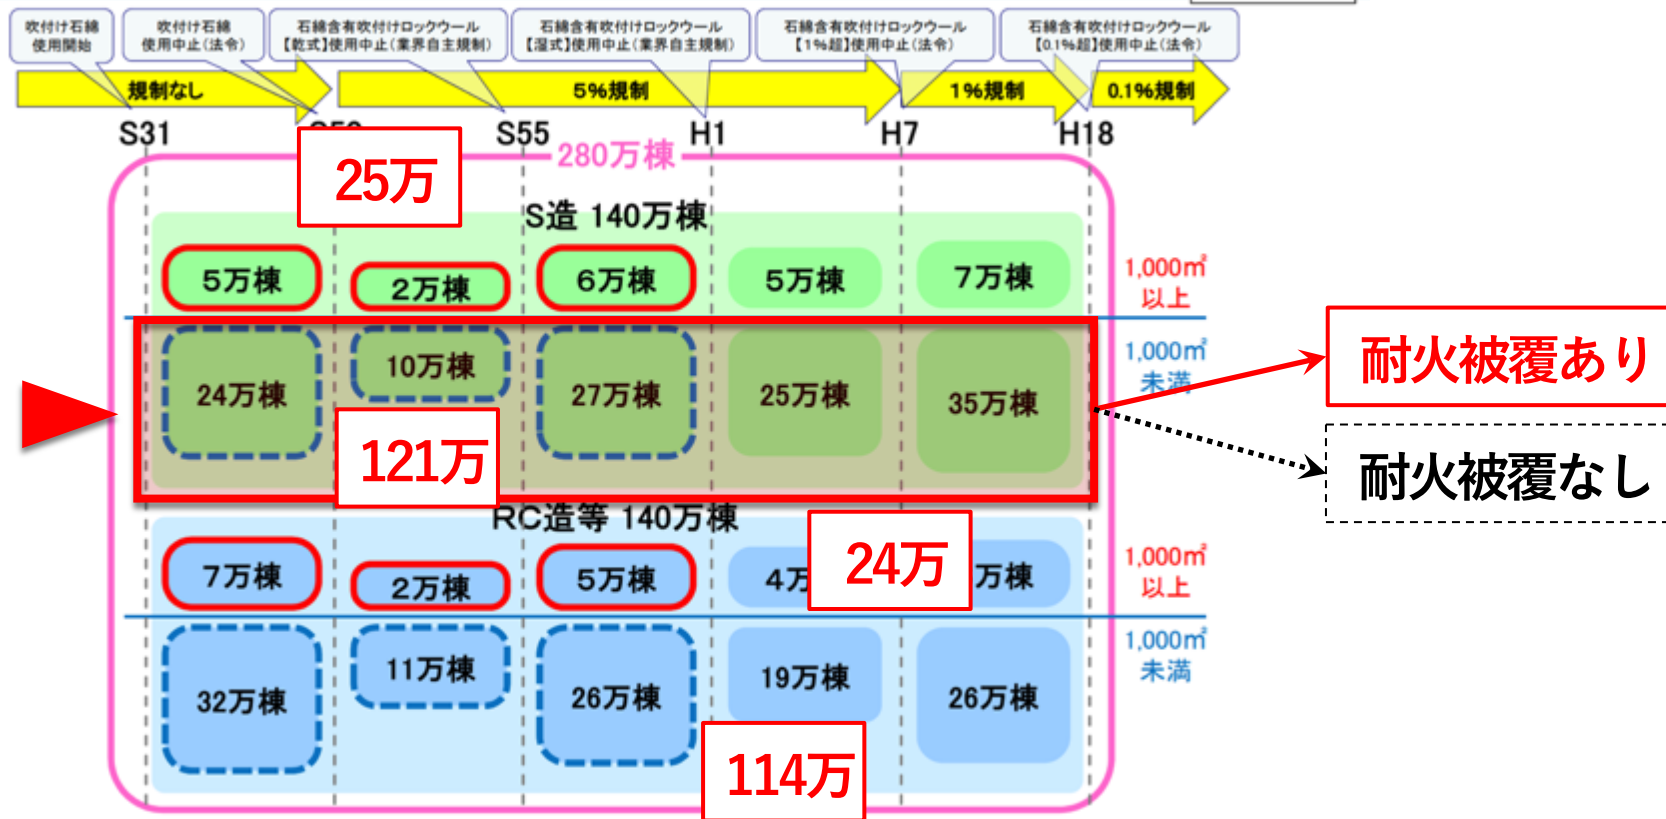 吹付け石綿
使用開始
吹付け石綿
使用中止(法令)
石綿含有吹付けロックウール
【乾式】使用中止(業界自主規制)
石綿含有吹付けロックウール
【湿式】使用中止(業界自主規制)
石綿含有吹付けロックウール
【1%超】使用中止(法令)
石綿含有吹付けロックウール
【0.1%超】使用中止(法令)
規制なし
5%規制
1%規制
0.1%規制
S31
S55
H1
H7
H18
280万棟
25万
S造 140万棟
5万棟
2万棟
6万棟
5万棟
7万棟
1,000㎡
以上
24万棟
10万棟
27万棟
25万棟
35万棟
1,000㎡
未満
121万
耐火被覆あり
耐火被覆なし
RC造等 140万棟
7万棟
2万棟
5万棟
4万
24万
万棟
1,000㎡
以上
32万棟
11万棟
26万棟
19万棟
26万棟
1,000㎡
未満
114万